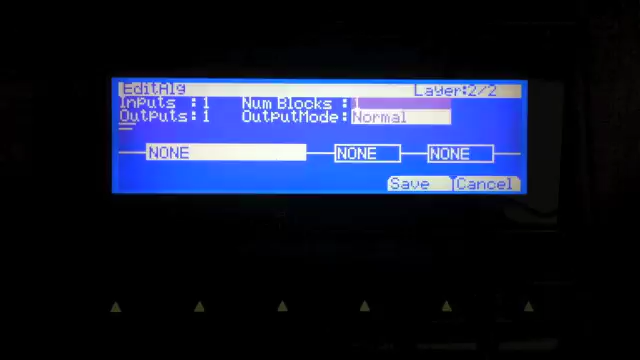 EditAlg Layer:2/2
Inputs :1 Num Blocks :1
Outputs:1 OutputMode:Normal
NONE NONE NONE
Save Cancel